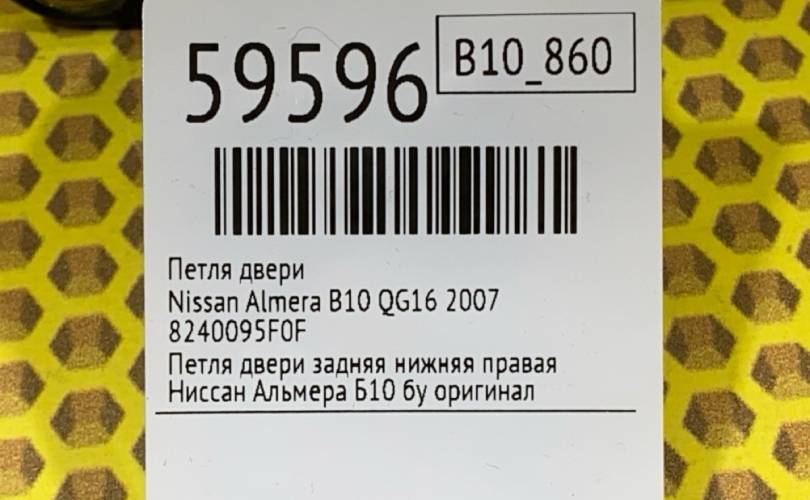 59596
B10_860
Петля двери
Nissan Almera B10 QG16 2007
8240095F0F
Петля двери задняя нижняя правая
Ниссан Альмера Б10 бу оригинал